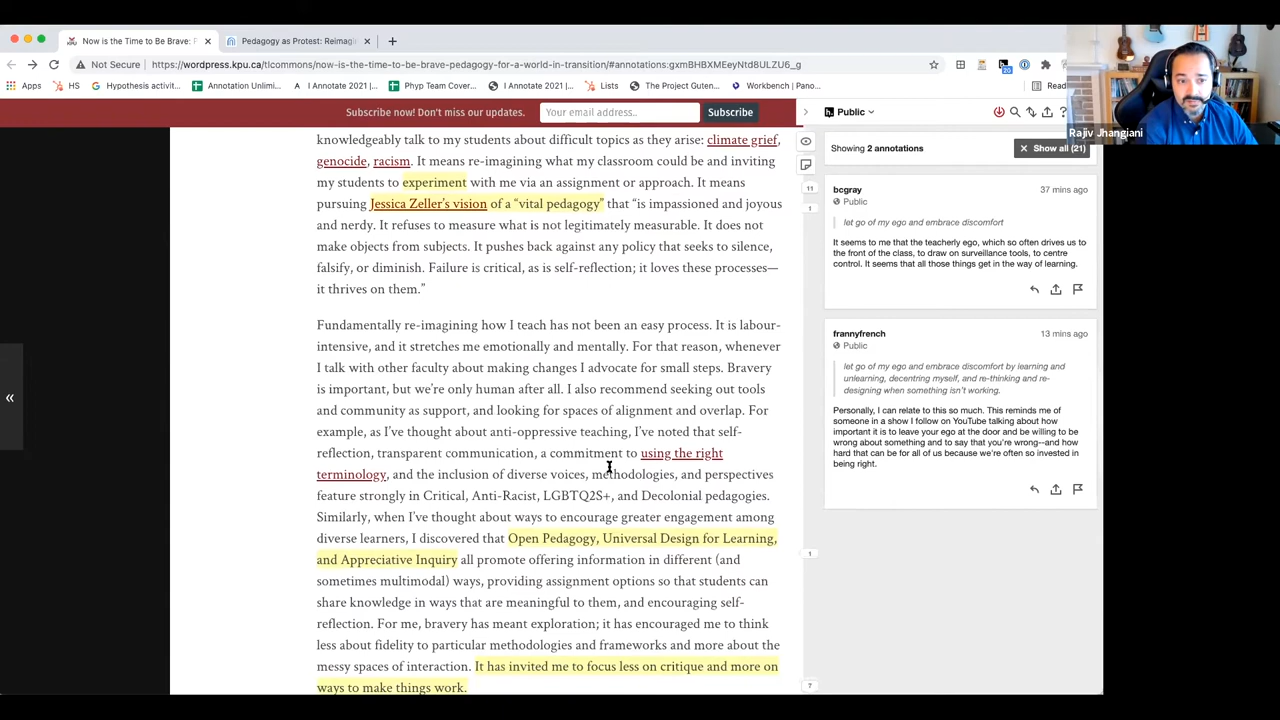 Now is the Time to Be Brave: P
Pedagogy as Protest: Reimagin
Not Secure
https://wordpress.kpu.ca/tlcommons/now-is-the-time-to-be-brave-pedagogy-for-a-world-in-transition/#annotations:gxmBHBXMEeyNtd8ULZU6_g
20
Apps
HS
Hypothesis activity...
Annotation Unlimi...
I Annotate 2021
Phyp Team Collect...
I Annotate 2021
Lists
The Project Guten...
Workbench | Pano...
Read
Rajiv Jhangiani
Subscribe now! Don't miss our updates.
Your email address..
Subscribe
knowledgeably talk to my students about difficult topics as they arise: climate grief,
genocide, racism. It means re-imagining what my classroom could be and inviting
my students to experiment with me via an assignment or approach. It means
pursuing Jessica Zeller's vision of a “vital pedagogy” that “is impassioned and joyous
and nerdy. It refuses to measure what is not legitimately measurable. It does not
make objects from subjects. It pushes back against any policy that seeks to silence,
falsify, or diminish. Failure is critical, as is self-reflection; it loves these processes—
it thrives on them.”
Fundamentally re-imagining how I teach has not been an easy process. It is labour-
intensive, and it stretches me emotionally and mentally. For that reason, whenever
I talk with other faculty about making changes I advocate for small steps. Bravery
is important, but we're only human after all. I also recommend seeking out tools
and community as support, and looking for spaces of alignment and overlap. For
example, as I've thought about anti-oppressive teaching, I've noted that self-
reflection, transparent communication, a commitment to using the right
terminology, and the inclusion of diverse voices, methodologies, and perspectives
feature strongly in Critical, Anti-Racist, LGBTQ2S+, and Decolonial pedagogies.
Similarly, when I've thought about ways to encourage greater engagement among
diverse learners, I discovered that Open Pedagogy, Universal Design for Learning,
and Appreciative Inquiry all promote offering information in different (and
sometimes multimodal) ways, providing assignment options so that students can
share knowledge in ways that are meaningful to them, and encouraging self-
reflection. For me, bravery has meant exploration; it has encouraged me to think
less about fidelity to particular methodologies and frameworks and more about the
messy spaces of interaction. It has invited me to focus less on critique and more on
ways to make things work.
11
1
1
7
Public
Showing 2 annotations
Show all (21)
bcgray
37 mins ago
Public
let go of my ego and embrace discomfort
It seems to me that the teacherly ego, which so often drives us to
the front of the class, to draw on surveillance tools, to centre
control. It seems that all those things get in the way of learning.
frannyfrench
13 mins ago
Public
let go of my ego and embrace discomfort by learning and
unlearning, decentring myself, and re-thinking and re-
designing when something isn't working.
Personally, I can relate to this so much. This reminds me of
someone in a show I follow on YouTube talking about how
important it is to leave your ego at the door and be willing to be
wrong about something and to say that you're wrong--and how
hard that can be for all of us because we're often so invested in
being right.